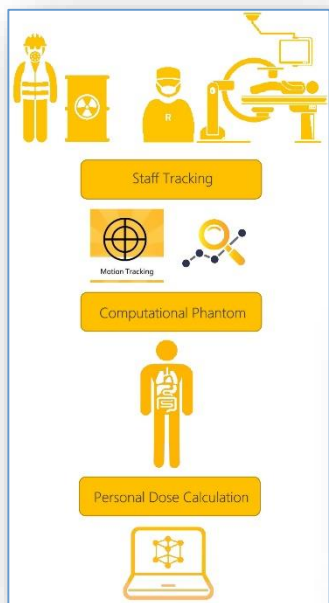 R
Staff Tracking
Motion Tracking
Computational Phantom
Personal Dose Calculation